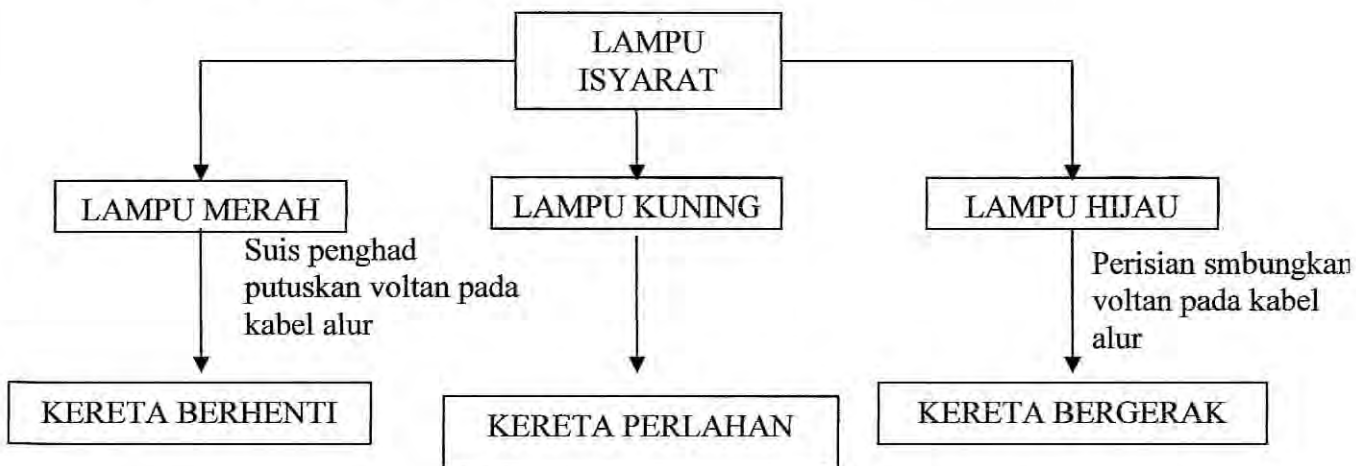 LAMPU
ISYARAT
LAMPU MERAH
LAMPU KUNING
LAMPU HIJAU
Suis penghad
putuskan voltan pada
kabel alur
Perisian smbungkan
voltan pada kabel
alur
KERETA BERHENTI
KERETA PERLAHAN
KERETA BERGERAK